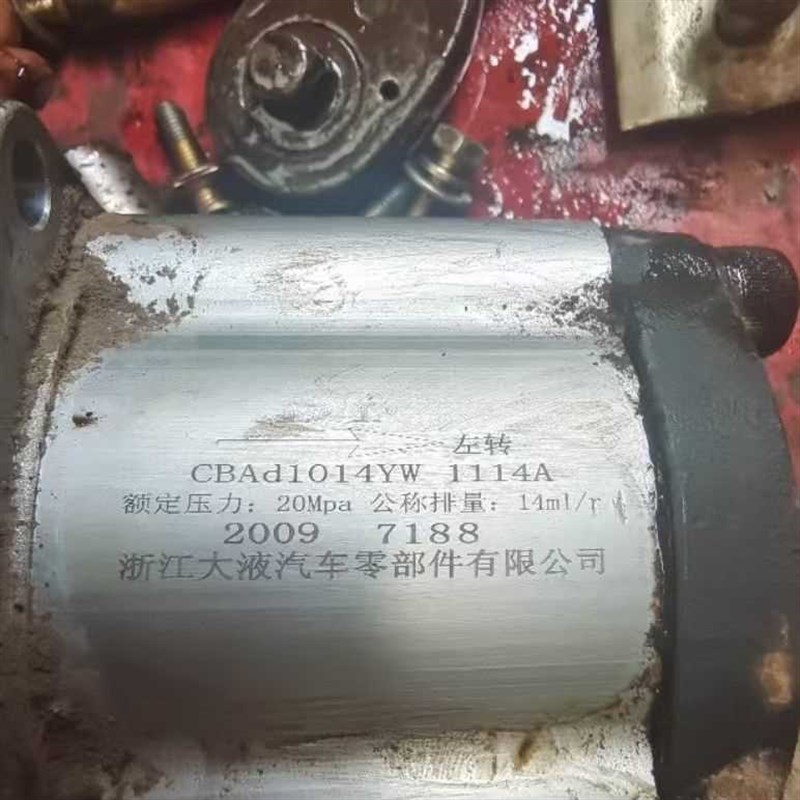 左转
CBAd1014YW 1114A
额定压力: 20Mpa 公称排量: 14ml/r
2009 7188
浙江大液汽车零部件有限公司